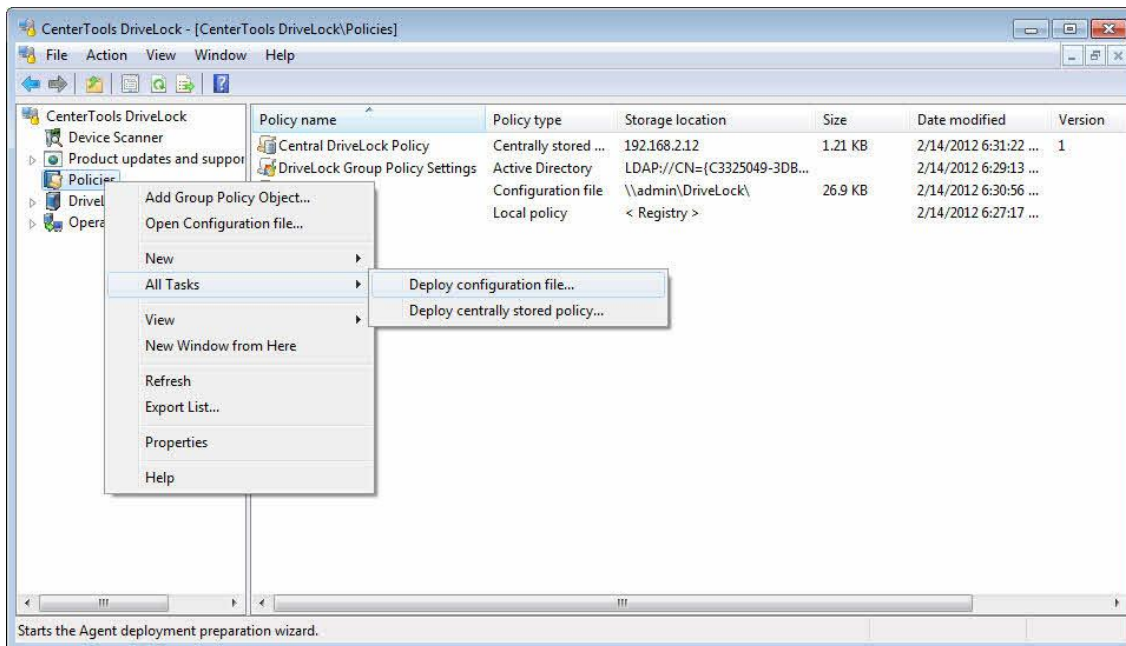 CenterTools DriveLock - [CenterTools DriveLock\Policies]
File Action View Window Help
CenterTools DriveLock
Device Scanner
Product updates and suppor
Policies
DriveL
Opera
Policy name Policy type Storage location Size Date modified Version
Central DriveLock Policy Centrally stored ... 192.168.2.12 1.21 KB 2/14/2012 6:31:22 ... 1
DriveLock Group Policy Settings Active Directory LDAP://CN={C3325049-3DB... 2/14/2012 6:29:13 ...
Configuration file \\admin\DriveLock\ 26.9 KB 2/14/2012 6:30:56 ...
Local policy < Registry > 2/14/2012 6:27:17 ...
Add Group Policy Object...
Open Configuration file...
New
All Tasks
View
New Window from Here
Refresh
Export List...
Properties
Help
Deploy configuration file...
Deploy centrally stored policy...
Starts the Agent deployment preparation wizard.